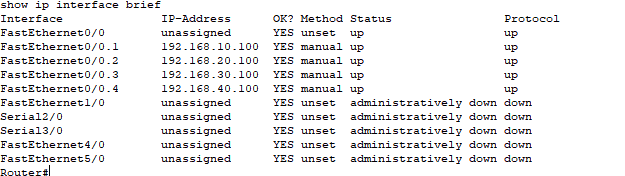 show ip interface brief
Interface IP-Address OK? Method Status Protocol
FastEthernet0/0 unassigned YES unset up up
FastEthernet0/0.1 192.168.10.100 YES manual up up
FastEthernet0/0.2 192.168.20.100 YES manual up up
FastEthernet0/0.3 192.168.30.100 YES manual up up
FastEthernet0/0.4 192.168.40.100 YES manual up up
FastEthernet1/0 unassigned YES unset administratively down down
Serial2/0 unassigned YES unset administratively down down
Serial3/0 unassigned YES unset administratively down down
FastEthernet4/0 unassigned YES unset administratively down down
FastEthernet5/0 unassigned YES unset administratively down down
Router#